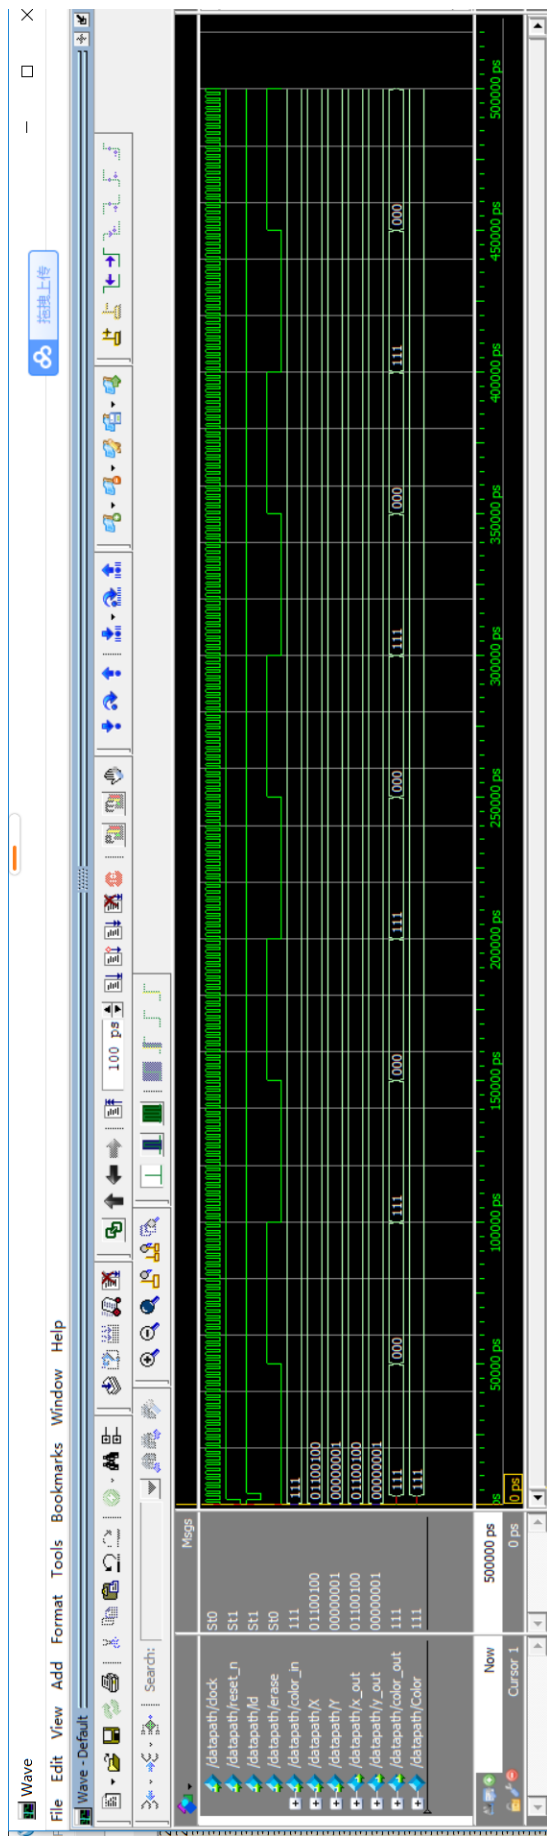 Wave
拖拽上传
File Edit View Add Format Tools Bookmarks Window Help
Wave - Default
100 ps
Search:
Msgs
/datapath/clock St0
/datapath/reset_n St1
/datapath/ld St1
/datapath/erase St0
/datapath/color_in 111 111
/datapath/X 01100100 01100100
/datapath/Y 00000001 00000001
/datapath/x_out 01100100 01100100
/datapath/y_out 00000001 00000001
/datapath/color_out 111 111 000 111 000 111 000 111 000 111 000
/datapath/Color 111 111
Now 500000 ps ps 50000 ps 100000 ps 150000 ps 200000 ps 250000 ps 300000 ps 350000 ps 400000 ps 450000 ps 500000 ps
Cursor 1 0 ps 0 ps